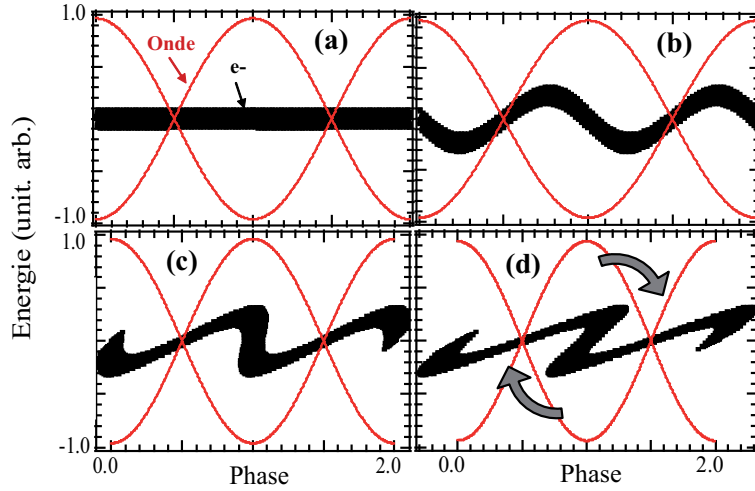 1.0
Onde
(a)
e-
(b)
-1.0
1.0
(c)
(d)
-1.0
0.0
Phase
2.0
0.0
Phase
2.0
Energie (unit. arb.)